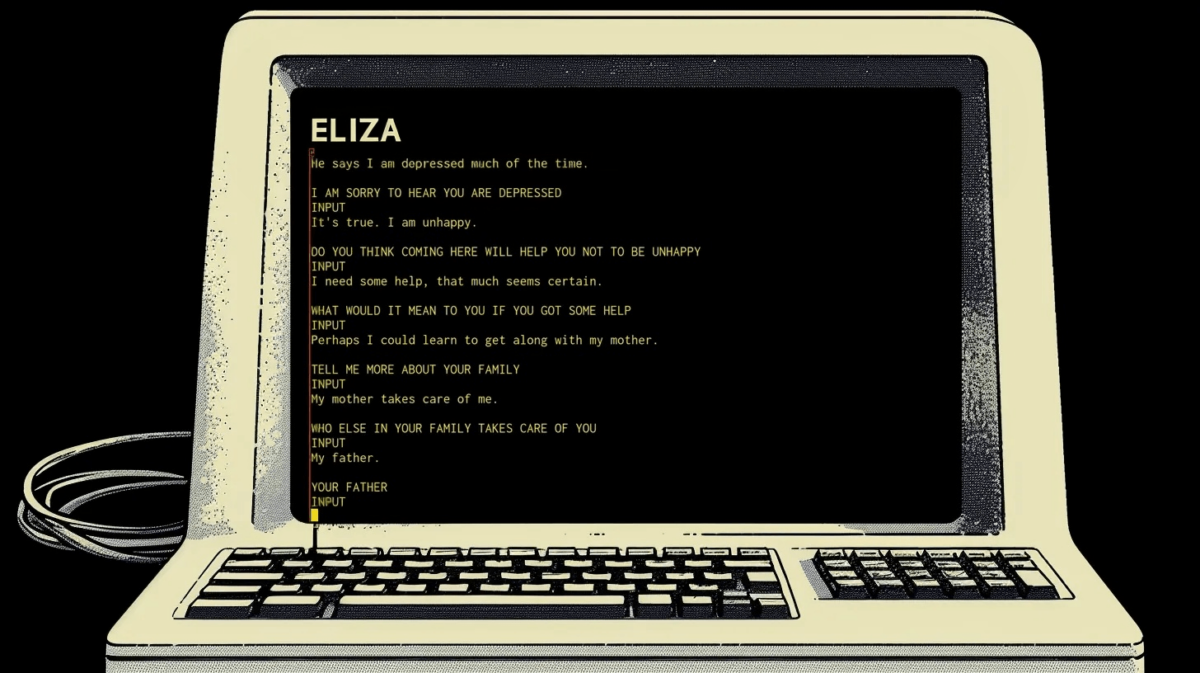 ELIZA
He says I am depressed much of the time.
I AM SORRY TO HEAR YOU ARE DEPRESSED
INPUT
It's true. I am unhappy.
DO YOU THINK COMING HERE WILL HELP YOU NOT TO BE UNHAPPY
INPUT
I need some help, that much seems certain.
WHAT WOULD IT MEAN TO YOU IF YOU GOT SOME HELP
INPUT
Perhaps I could learn to get along with my mother.
TELL ME MORE ABOUT YOUR FAMILY
INPUT
My mother takes care of me.
WHO ELSE IN YOUR FAMILY TAKES CARE OF YOU
INPUT
My father.
YOUR FATHER
INPUT